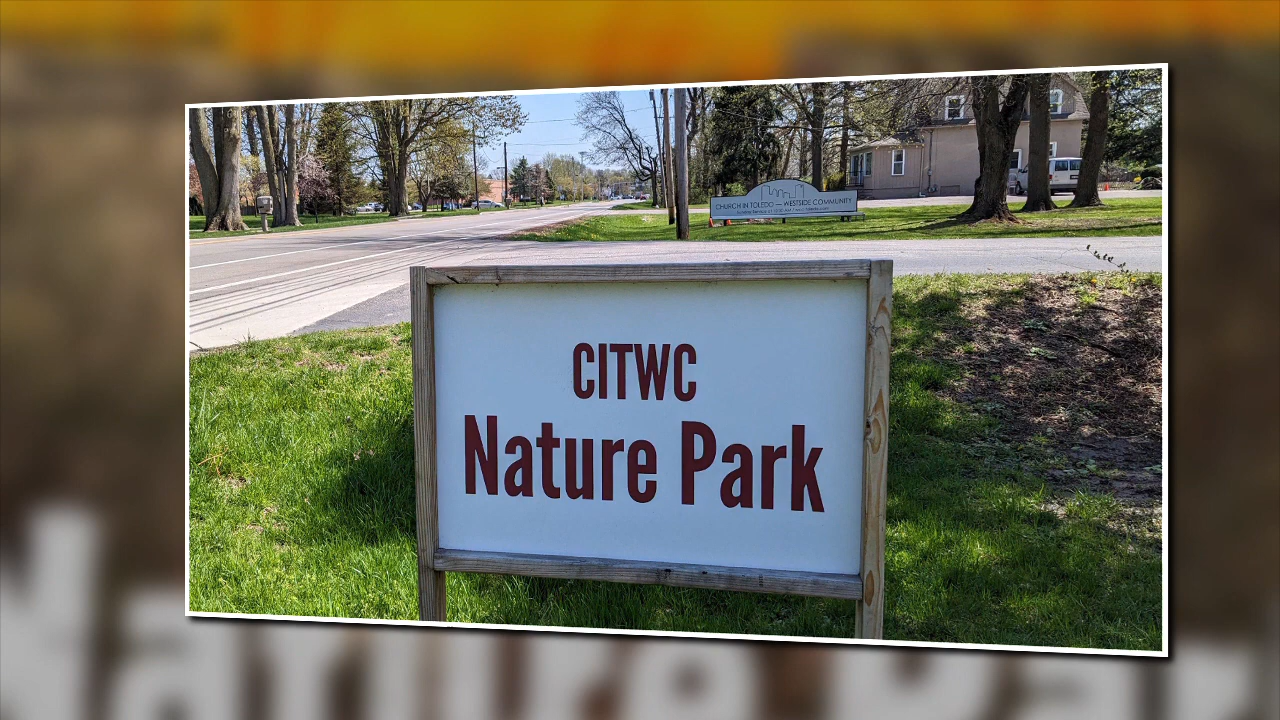 CHURCH IN TOLEDO — WESTSIDE COMMUNITY
CITWC
Nature Park